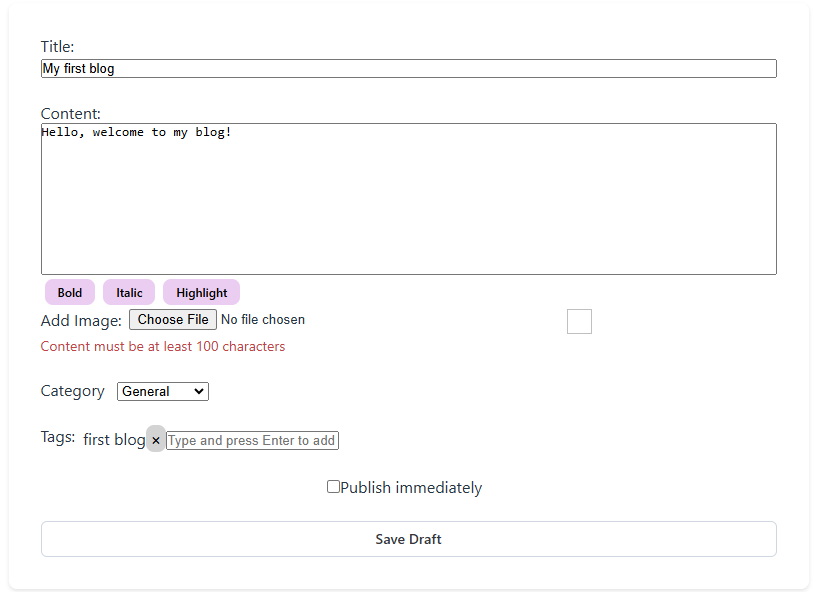 Title:
My first blog
Content:
Hello, welcome to my blog!
Bold Italic Highlight
Add Image: Choose File No file chosen
Content must be at least 100 characters
Category General
Tags: first blog × Type and press Enter to add
Publish immediately
Save Draft